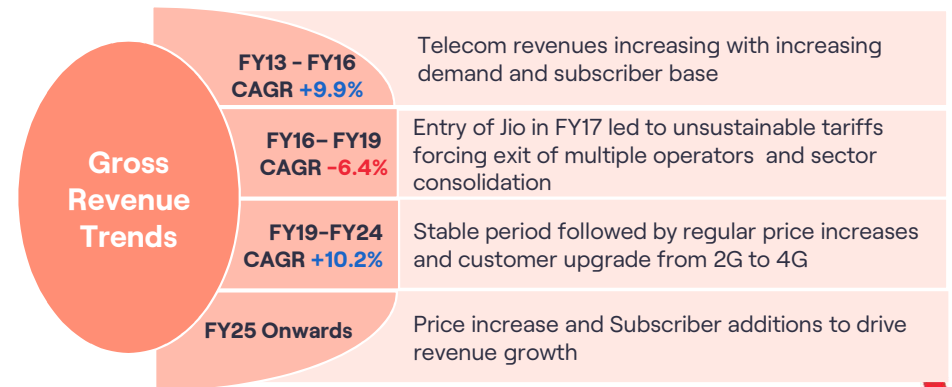 Gross
Revenue
Trends
FY13 - FY16
CAGR +9.9%
Telecom revenues increasing with increasing
demand and subscriber base
FY16– FY19
CAGR -6.4%
Entry of Jio in FY17 led to unsustainable tariffs
forcing exit of multiple operators  and sector
consolidation
FY19-FY24
CAGR +10.2%
Stable period followed by regular price increases
and customer upgrade from 2G to 4G
FY25 Onwards
Price increase and Subscriber additions to drive
revenue growth